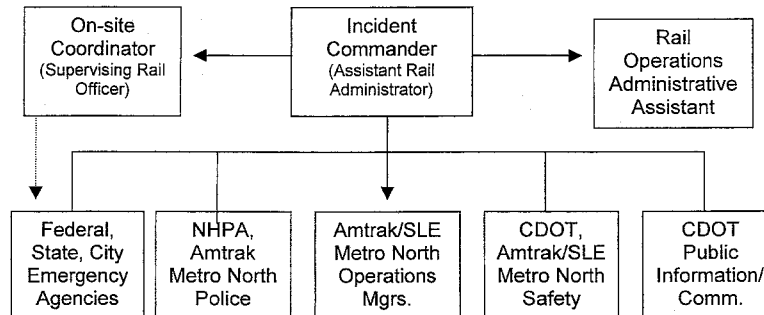 On-site
Coordinator
(Supervising Rail
Officer)
Incident
Commander
(Assistant Rail
Administrator)
Rail
Operations
Administrative
Assistant
Federal,
State, City
Emergency
Agencies
NHPA,
Amtrak
Metro North
Police
Amtrak/SLE
Metro North
Operations
Mgrs.
CDOT,
Amtrak/SLE
Metro North
Safety
CDOT
Public
Information/
Comm.